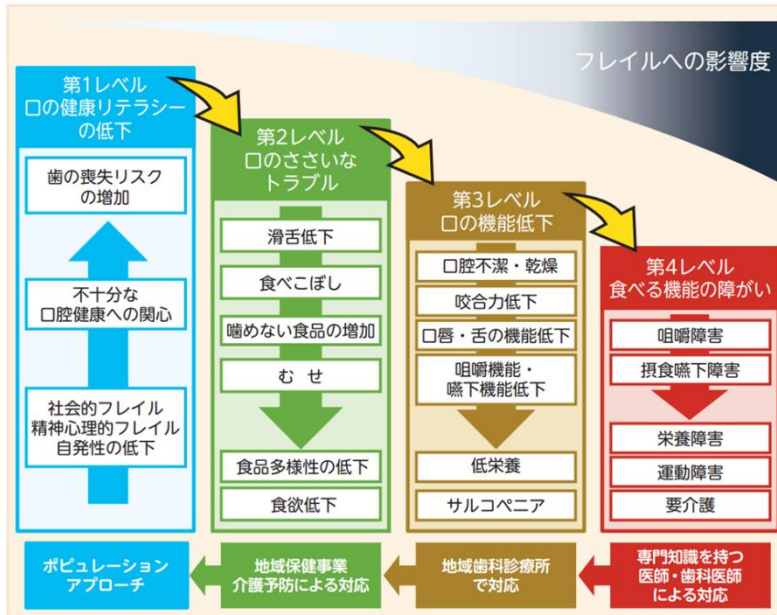 フレイルへの影響度
第1レベル
口の健康リテラシー
の低下
歯の喪失リスク
の増加
不十分な
口腔健康への関心
社会的フレイル
精神心理的フレイル
自発性の低下
ポピュレーション
アプローチ
第2レベル
口のささいな
トラブル
滑舌低下
食べこぼし
噛めない食品の増加
むせ
食品多様性の低下
食欲低下
地域保健事業
介護予防による対応
第3レベル
口の機能低下
口腔不潔・乾燥
咬合力低下
口唇・舌の機能低下
咀嚼機能・
嚥下機能低下
低栄養
サルコペニア
地域歯科診療所
で対応
第4レベル
食べる機能の障がい
咀嚼障害
摂食嚥下障害
栄養障害
運動障害
要介護
専門知識を持つ
医師・歯科医師
による対応